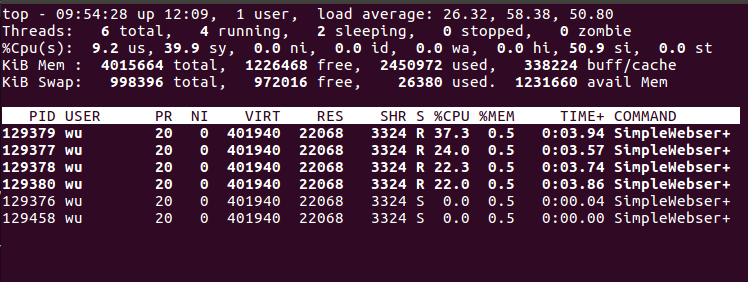 top - 09:54:28 up 12:09,  1 user,  load average: 26.32, 58.38, 50.80
Threads:   6 total,   4 running,   2 sleeping,   0 stopped,   0 zombie
%Cpu(s):  9.2 us, 39.9 sy,  0.0 ni,  0.0 id,  0.0 wa,  0.0 hi, 50.9 si,  0.0 st
KiB Mem :  4015664 total,  1226468 free,  2450972 used,   338224 buff/cache
KiB Swap:   998396 total,   972016 free,    26380 used.  1231660 avail Mem
   PID USER      PR  NI    VIRT    RES    SHR S %CPU %MEM     TIME+ COMMAND
129379 wu        20   0  401940  22068   3324 R 37.3  0.5   0:03.94 SimpleWebser+
129377 wu        20   0  401940  22068   3324 R 24.0  0.5   0:03.57 SimpleWebser+
129378 wu        20   0  401940  22068   3324 R 22.3  0.5   0:03.74 SimpleWebser+
129380 wu        20   0  401940  22068   3324 R 22.0  0.5   0:03.86 SimpleWebser+
129376 wu        20   0  401940  22068   3324 S  0.0  0.5   0:00.04 SimpleWebser+
129458 wu        20   0  401940  22068   3324 S  0.0  0.5   0:00.00 SimpleWebser+